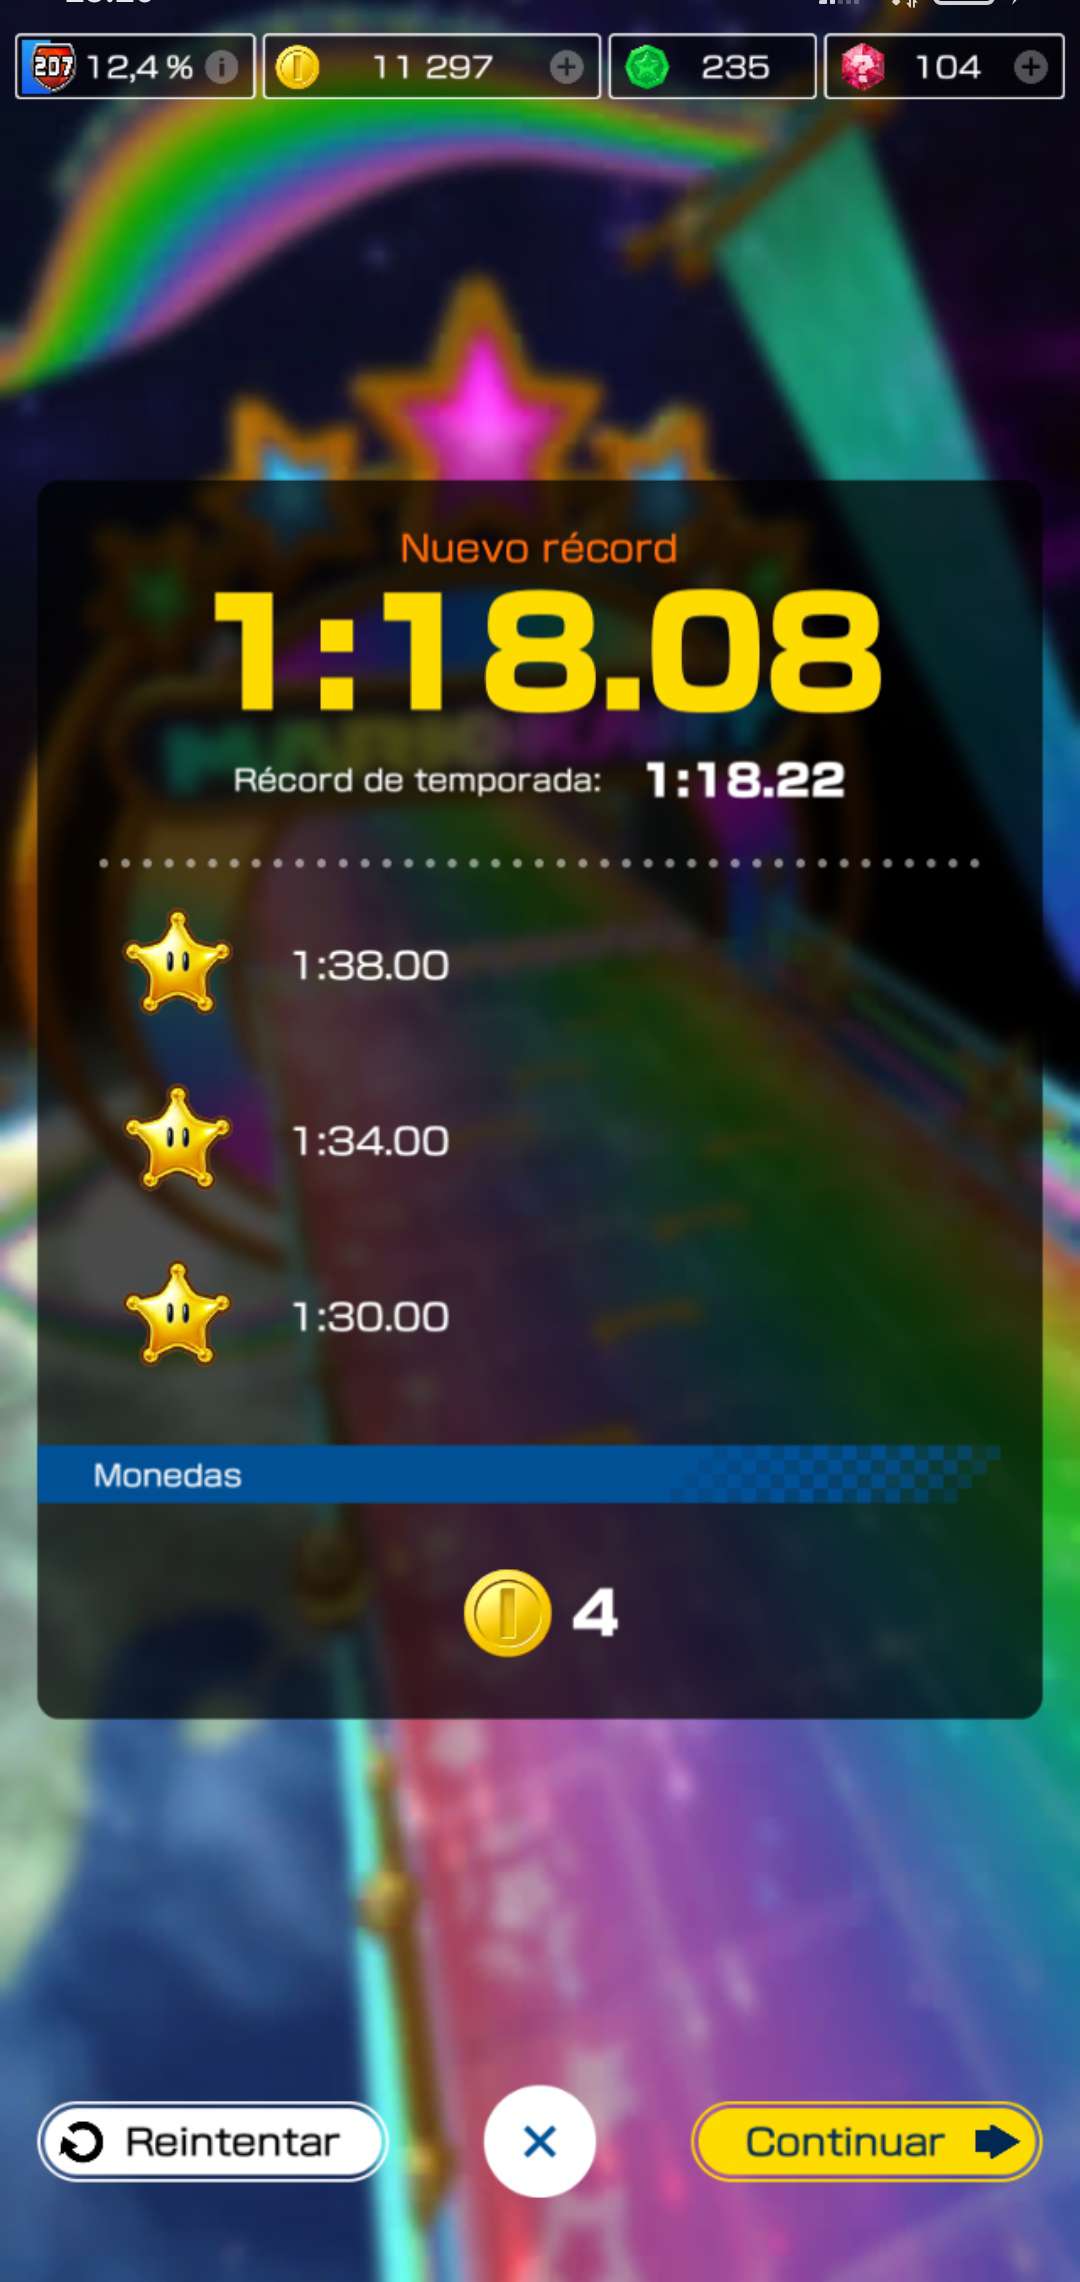 207 12,4 % 11 297 235 104
Nuevo récord
1:18.08
Récord de temporada: 1:18.22
1:38.00
1:34.00
1:30.00
Monedas
4
Reintentar Continuar